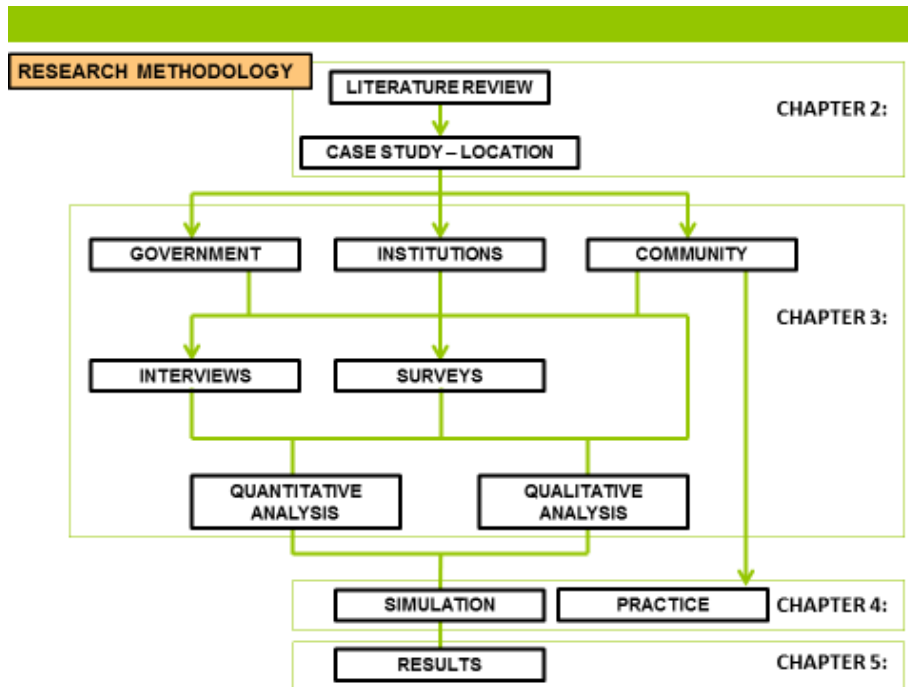 RESEARCH METHODOLOGY
LITERATURE REVIEW
CHAPTER 2:
CASE STUDY – LOCATION
GOVERNMENT
INSTITUTIONS
COMMUNITY
CHAPTER 3:
INTERVIEWS
SURVEYS
QUANTITATIVE
ANALYSIS
QUALITATIVE
ANALYSIS
SIMULATION
PRACTICE
CHAPTER 4:
RESULTS
CHAPTER 5: